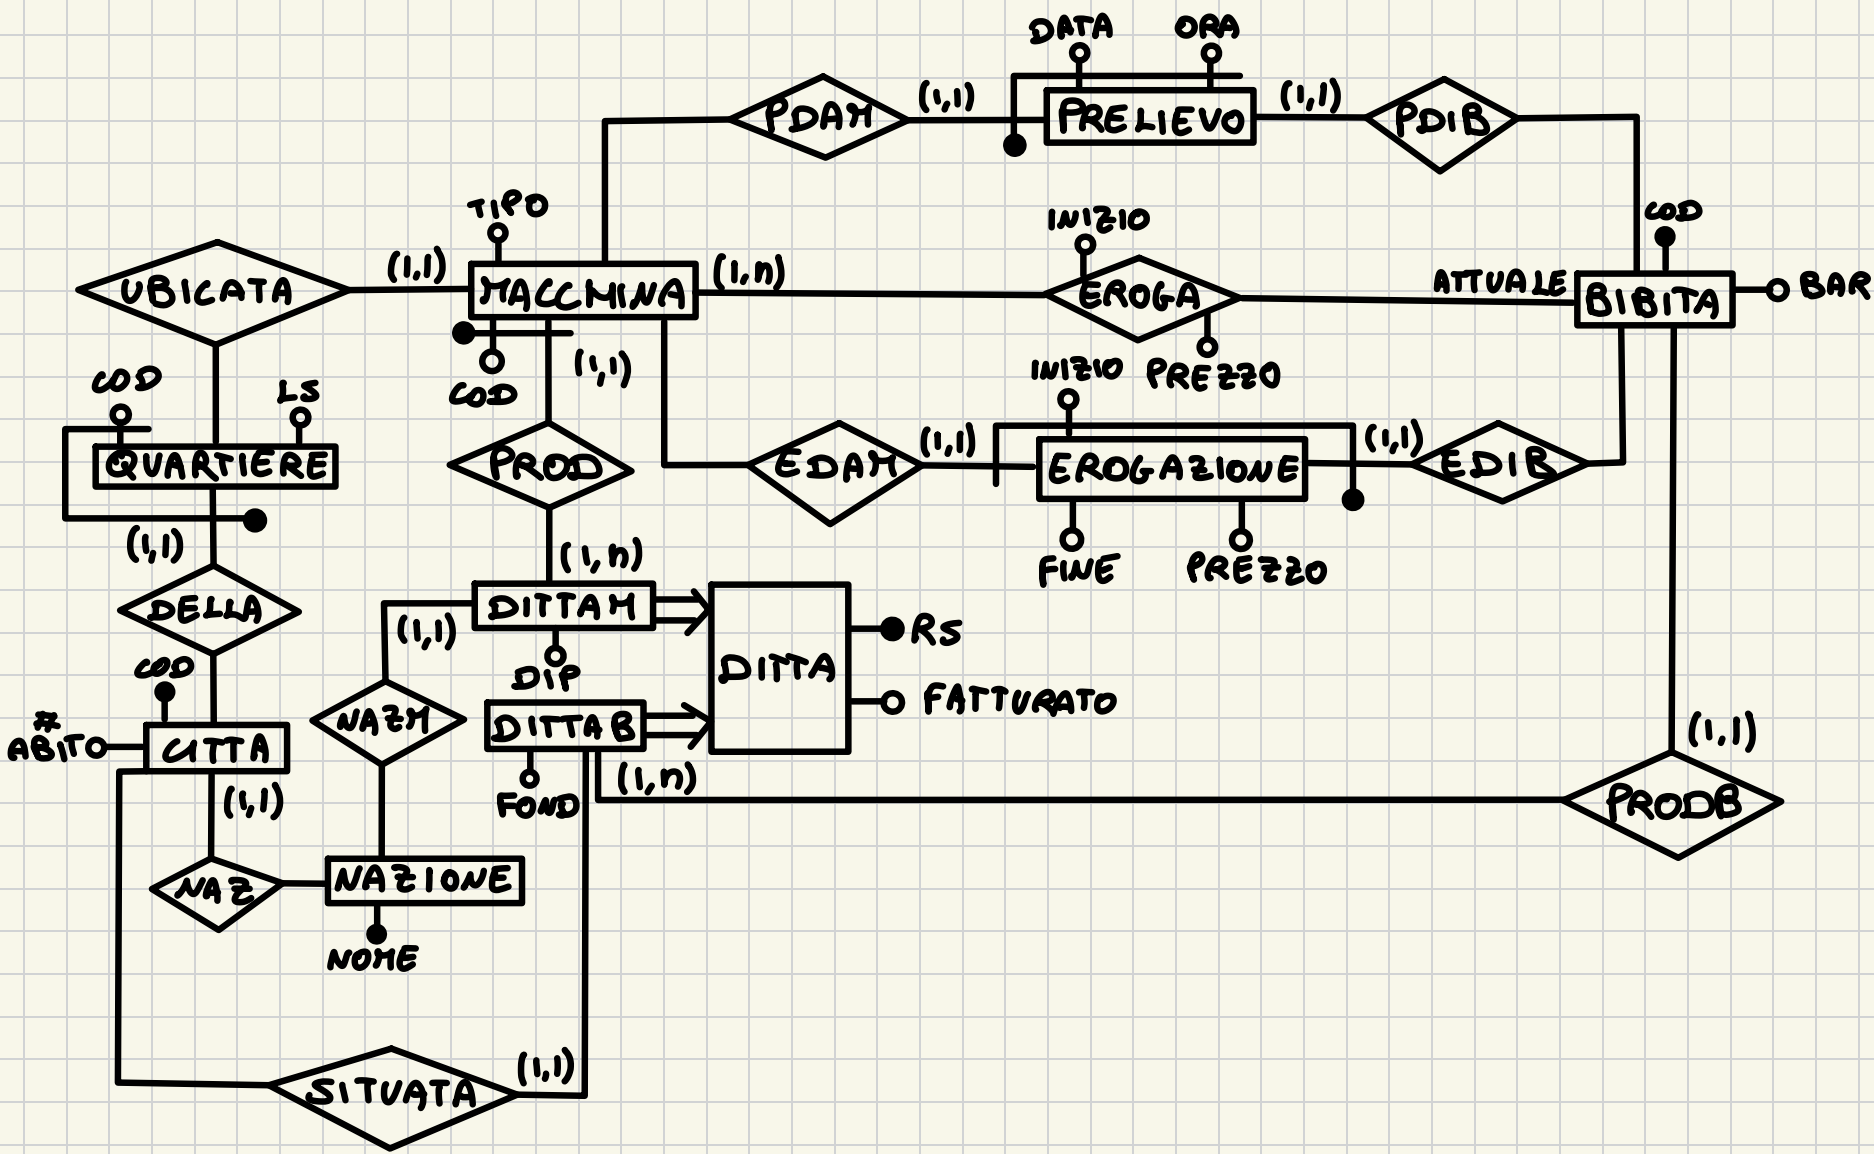 DATA ORA
PDAM (1,1) PRELIEVO (1,1) PDIB
TIPO INIZIO COD
UBICATA (1,1) MACCHINA (1,n) EROGA ATTUALE BIBITA BAR
COD (1,1) PREZZO
COD LS INIZIO
QUARTIERE PROD EDAM (1,1) EROGAZIONE (1,1) EDIB
(1,1) (1,n) FINE PREZZO
DELLA (1,1) DITTAM DITTA RS
COD DIP FATTURATO
# ABIT CITTA NAZM DITTAB (1,1)
(1,1) FOND (1,n) PRODB
NAZ NAZIONE
NOME
SITUATA (1,1)